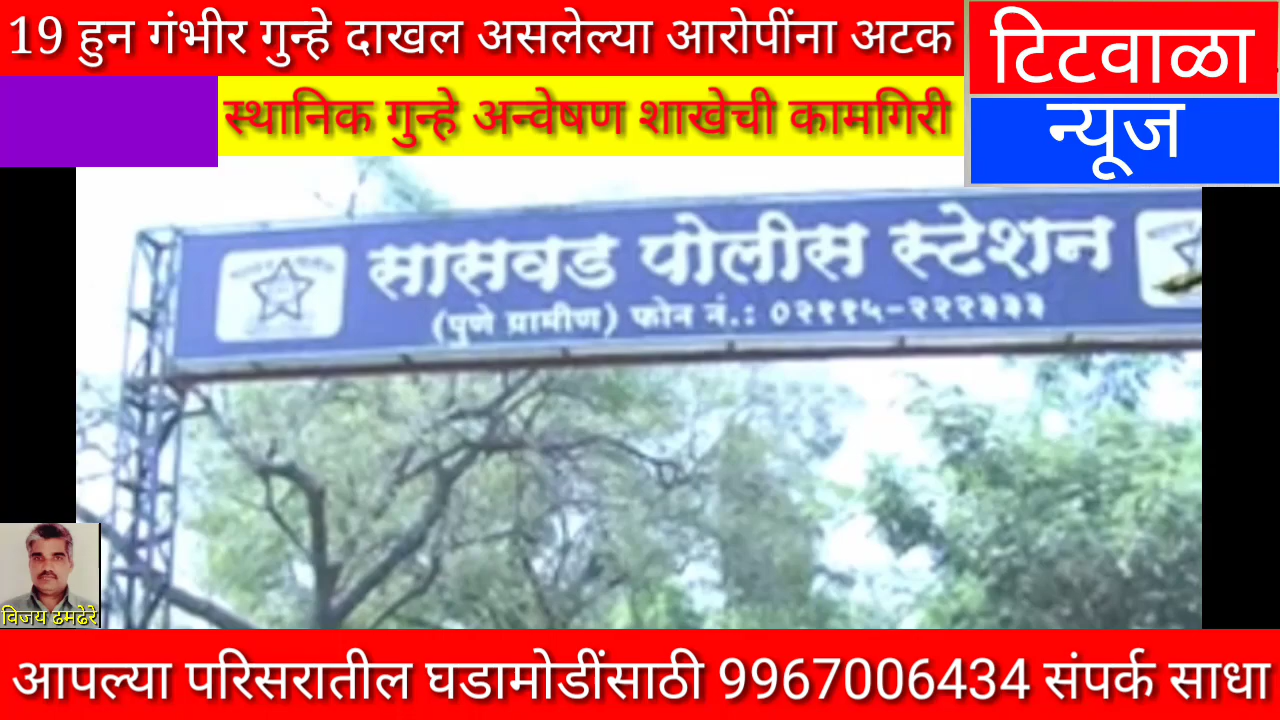 19 हुन गंभीर गुन्हे दाखल असलेल्या आरोपींना अटक
टिटवाळा
न्यूज
स्थानिक गुन्हे अन्वेषण शाखेची कामगिरी
सासवड पोलीस स्टेशन
(पुणे ग्रामीण) फोन नं.: ०२११५-२२२३३३
विजय ढमढेरे
आपल्या परिसरातील घडामोडींसाठी 9967006434 संपर्क साधा